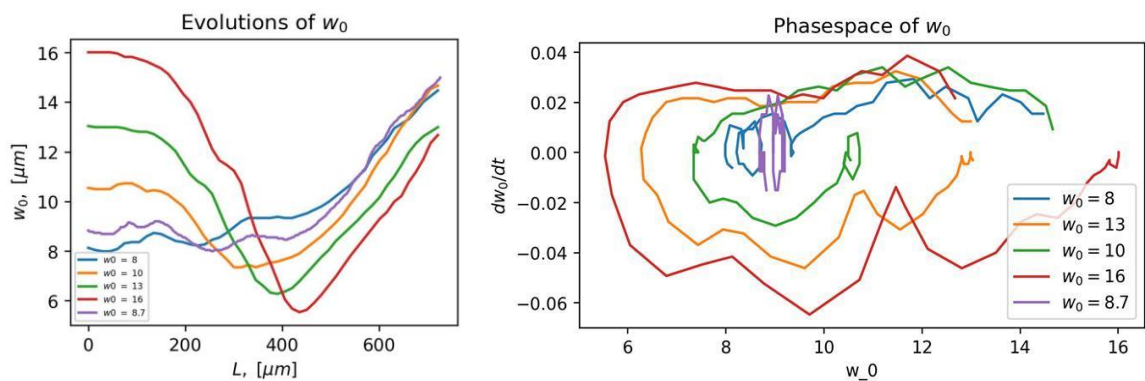 Evolutions of w₀
16
14
12
10
8
6
w₀, [μm]
0
200
400
600
L, [μm]
w0 = 8
w0 = 10
w0 = 13
w0 = 16
w0 = 8.7
Phasespace of w₀
0.04
0.02
0.00
−0.02
−0.04
−0.06
dw₀/dt
6
8
10
12
14
16
w_0
w₀ = 8
w₀ = 13
w₀ = 10
w₀ = 16
w₀ = 8.7